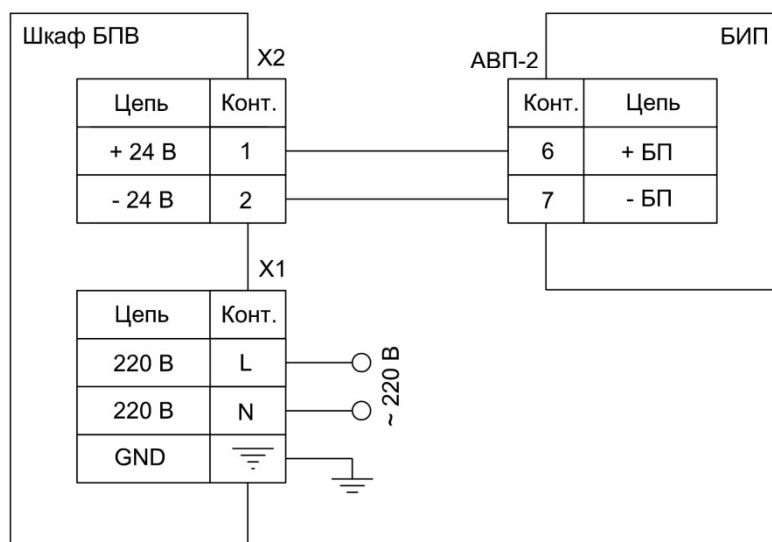 Шкаф БПВ
X2
АВП-2
БИП
Цепь Конт.
+ 24 В 1
- 24 В 2
Конт. Цепь
6 + БП
7 - БП
X1
Цепь Конт.
220 В L
220 В N
GND
~ 220 В